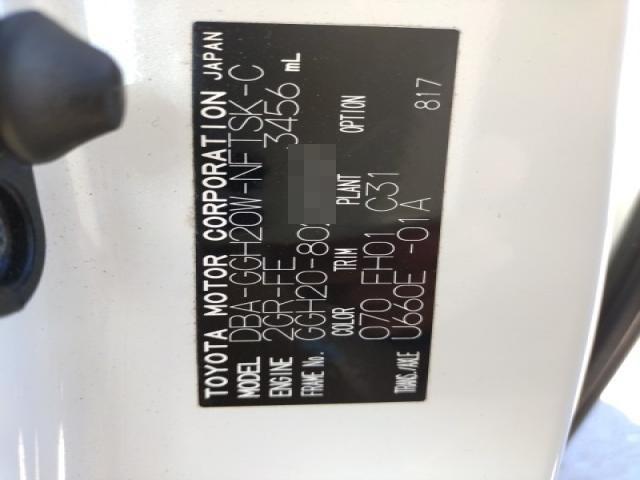 TOYOTA MOTOR CORPORATION JAPAN
MODEL DBA-GGH20W-NFTSK-C
ENGINE 2GR-FE 3456 mL
FRAME No. GGH20-80
COLOR TRIM PLANT OPTION
070 FH01 C31 817
TRANS./AXLE U660E -01A